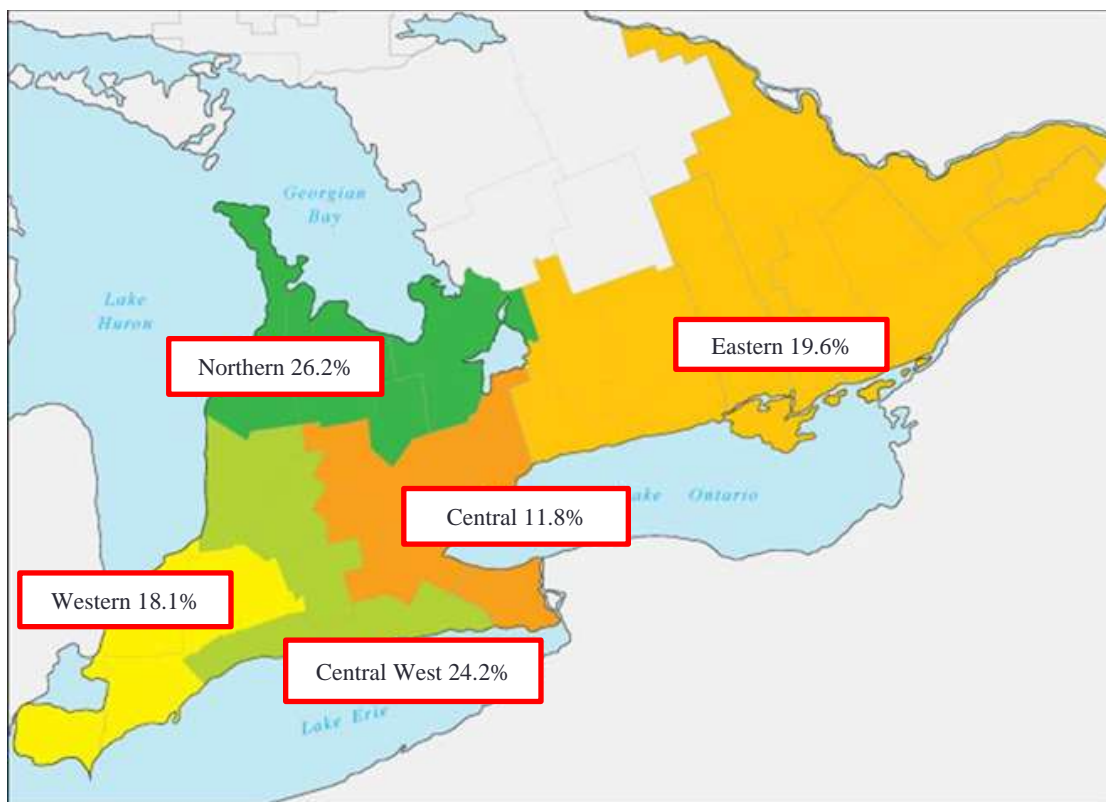 Georgian
Bay
Lake
Huron
Northern 26.2%
Eastern 19.6%
Central 11.8%
ake Ontario
Western 18.1%
Central West 24.2%
Lake Erie